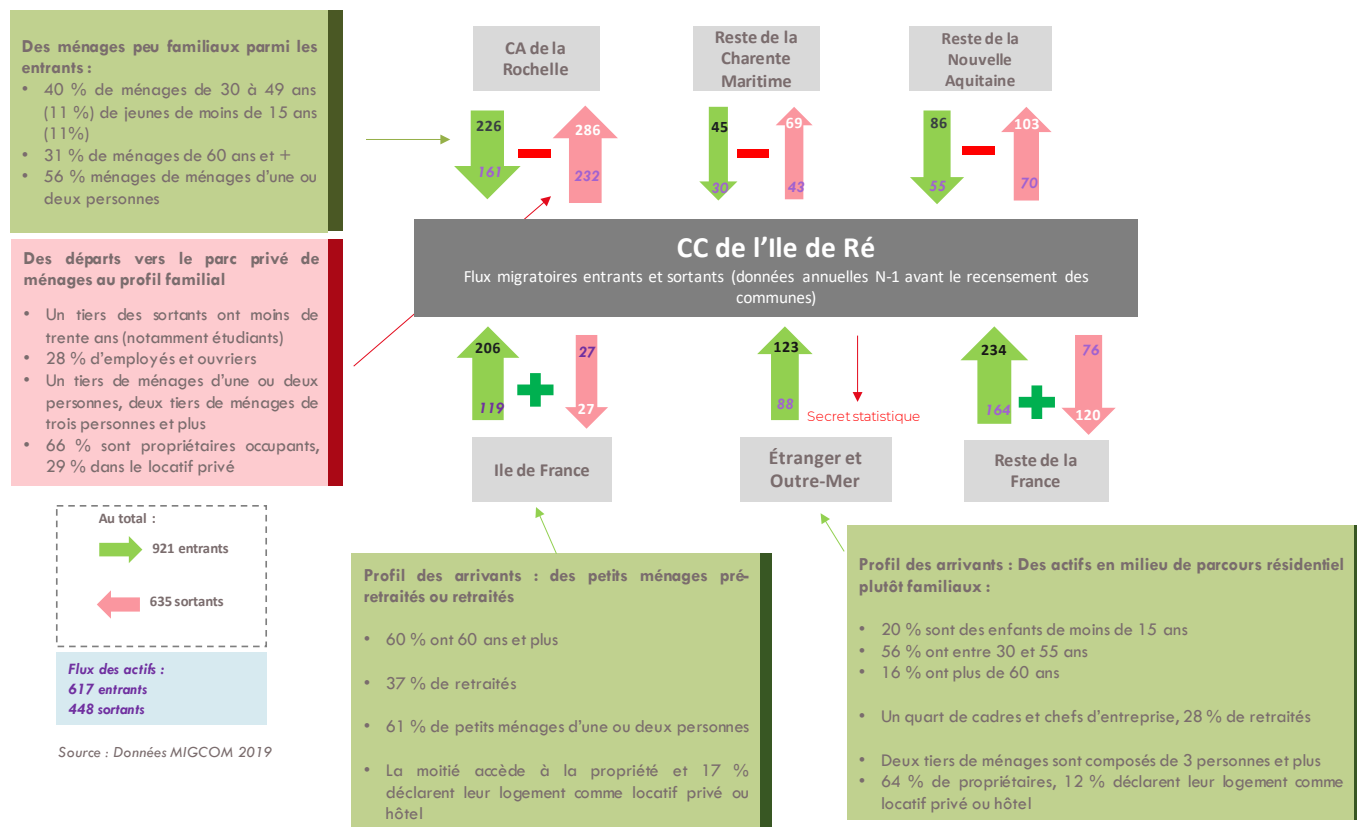 Des ménages peu familiaux parmi les
entrants :
• 40 % de ménages de 30 à 49 ans
(11 %) de jeunes de moins de 15 ans
(11%)
• 31 % de ménages de 60 ans et +
• 56 % ménages de ménages d'une ou
deux personnes
Des départs vers le parc privé de
ménages au profil familial
• Un tiers des sortants ont moins de
trente ans (notamment étudiants)
• 28 % d'employés et ouvriers
• Un tiers de ménages d'une ou deux
personnes, deux tiers de ménages de
trois personnes et plus
• 66 % sont propriétaires occupants,
29 % dans le locatif privé
CA de la
Rochelle
226
161
286
232
Reste de la
Charente
Maritime
45
30
69
43
Reste de la
Nouvelle
Aquitaine
86
55
103
70
CC de l'Ile de Ré
Flux migratoires entrants et sortants (données annuelles N-1 avant le recensement des
communes)
206
119
27
27
Ile de France
123
88
Secret statistique
Étranger et
Outre-Mer
234
164
76
120
Reste de la
France
Au total :
921 entrants
635 sortants
Flux des actifs :
617 entrants
448 sortants
Source : Données MIGCOM 2019
Profil des arrivants : des petits ménages pré-
retraités ou retraités
• 60 % ont 60 ans et plus
• 37 % de retraités
• 61 % de petits ménages d'une ou deux personnes
• La moitié accède à la propriété et 17 %
déclarent leur logement comme locatif privé ou
hôtel
Profil des arrivants : Des actifs en milieu de parcours résidentiel
plutôt familiaux :
• 20 % sont des enfants de moins de 15 ans
• 56 % ont entre 30 et 55 ans
• 16 % ont plus de 60 ans
• Un quart de cadres et chefs d'entreprise, 28 % de retraités
• Deux tiers de ménages sont composés de 3 personnes et plus
• 64 % de propriétaires, 12 % déclarent leur logement comme
locatif privé ou hôtel